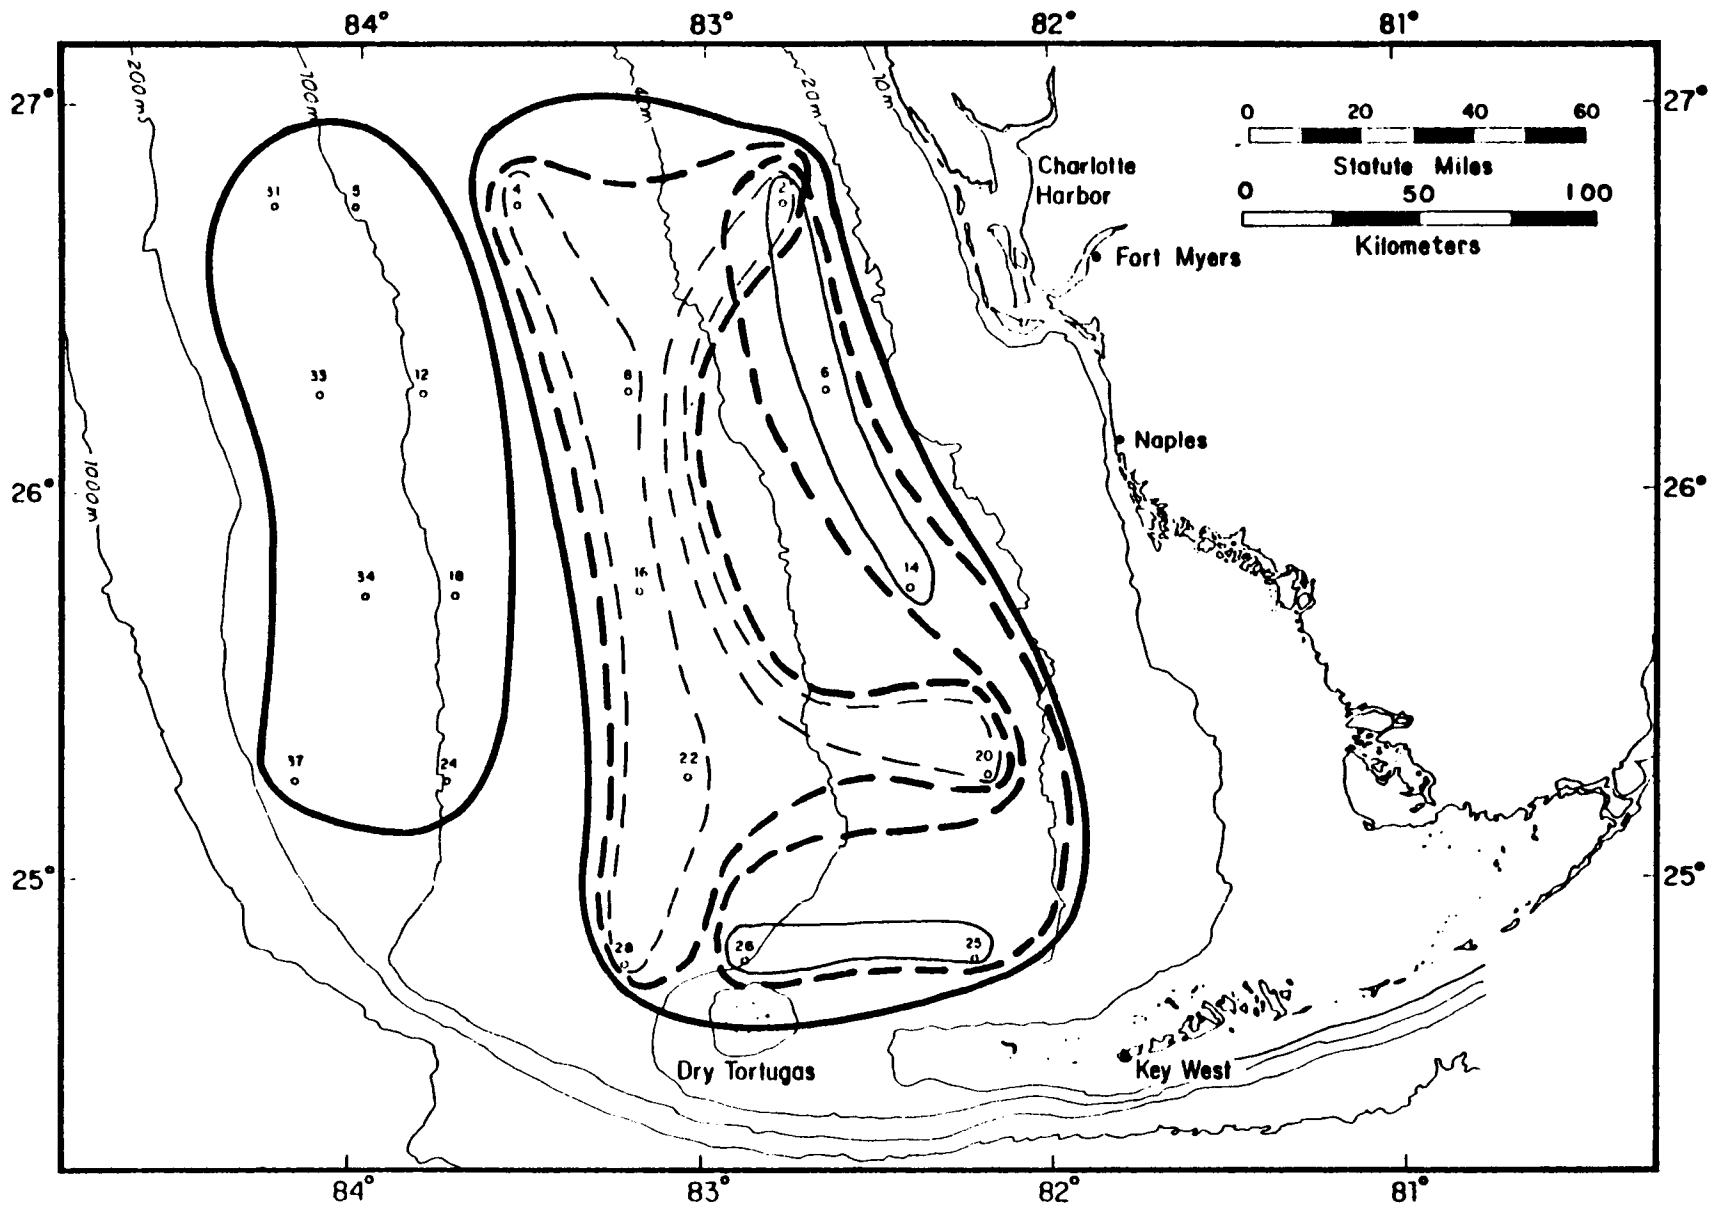 84° 83° 82° 81°
200m 100m 20m 10m
27° 27°
0 20 40 60
Statute Miles
0 50 100
Kilometers
Charlotte
Harbor
Fort Myers
31 5 4 2
33 12 8 6
Naples
1000m
26° 26°
34 18 16 14
37 24 22 20
25° 25°
28 26 25
Dry Tortugas
Key West
84° 83° 82° 81°